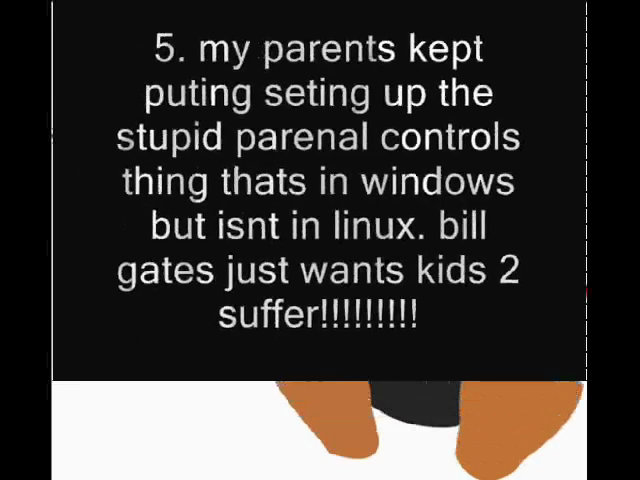 5. my parents kept
puting seting up the
stupid parenal controls
thing thats in windows
but isnt in linux. bill
gates just wants kids 2
suffer!!!!!!!!!